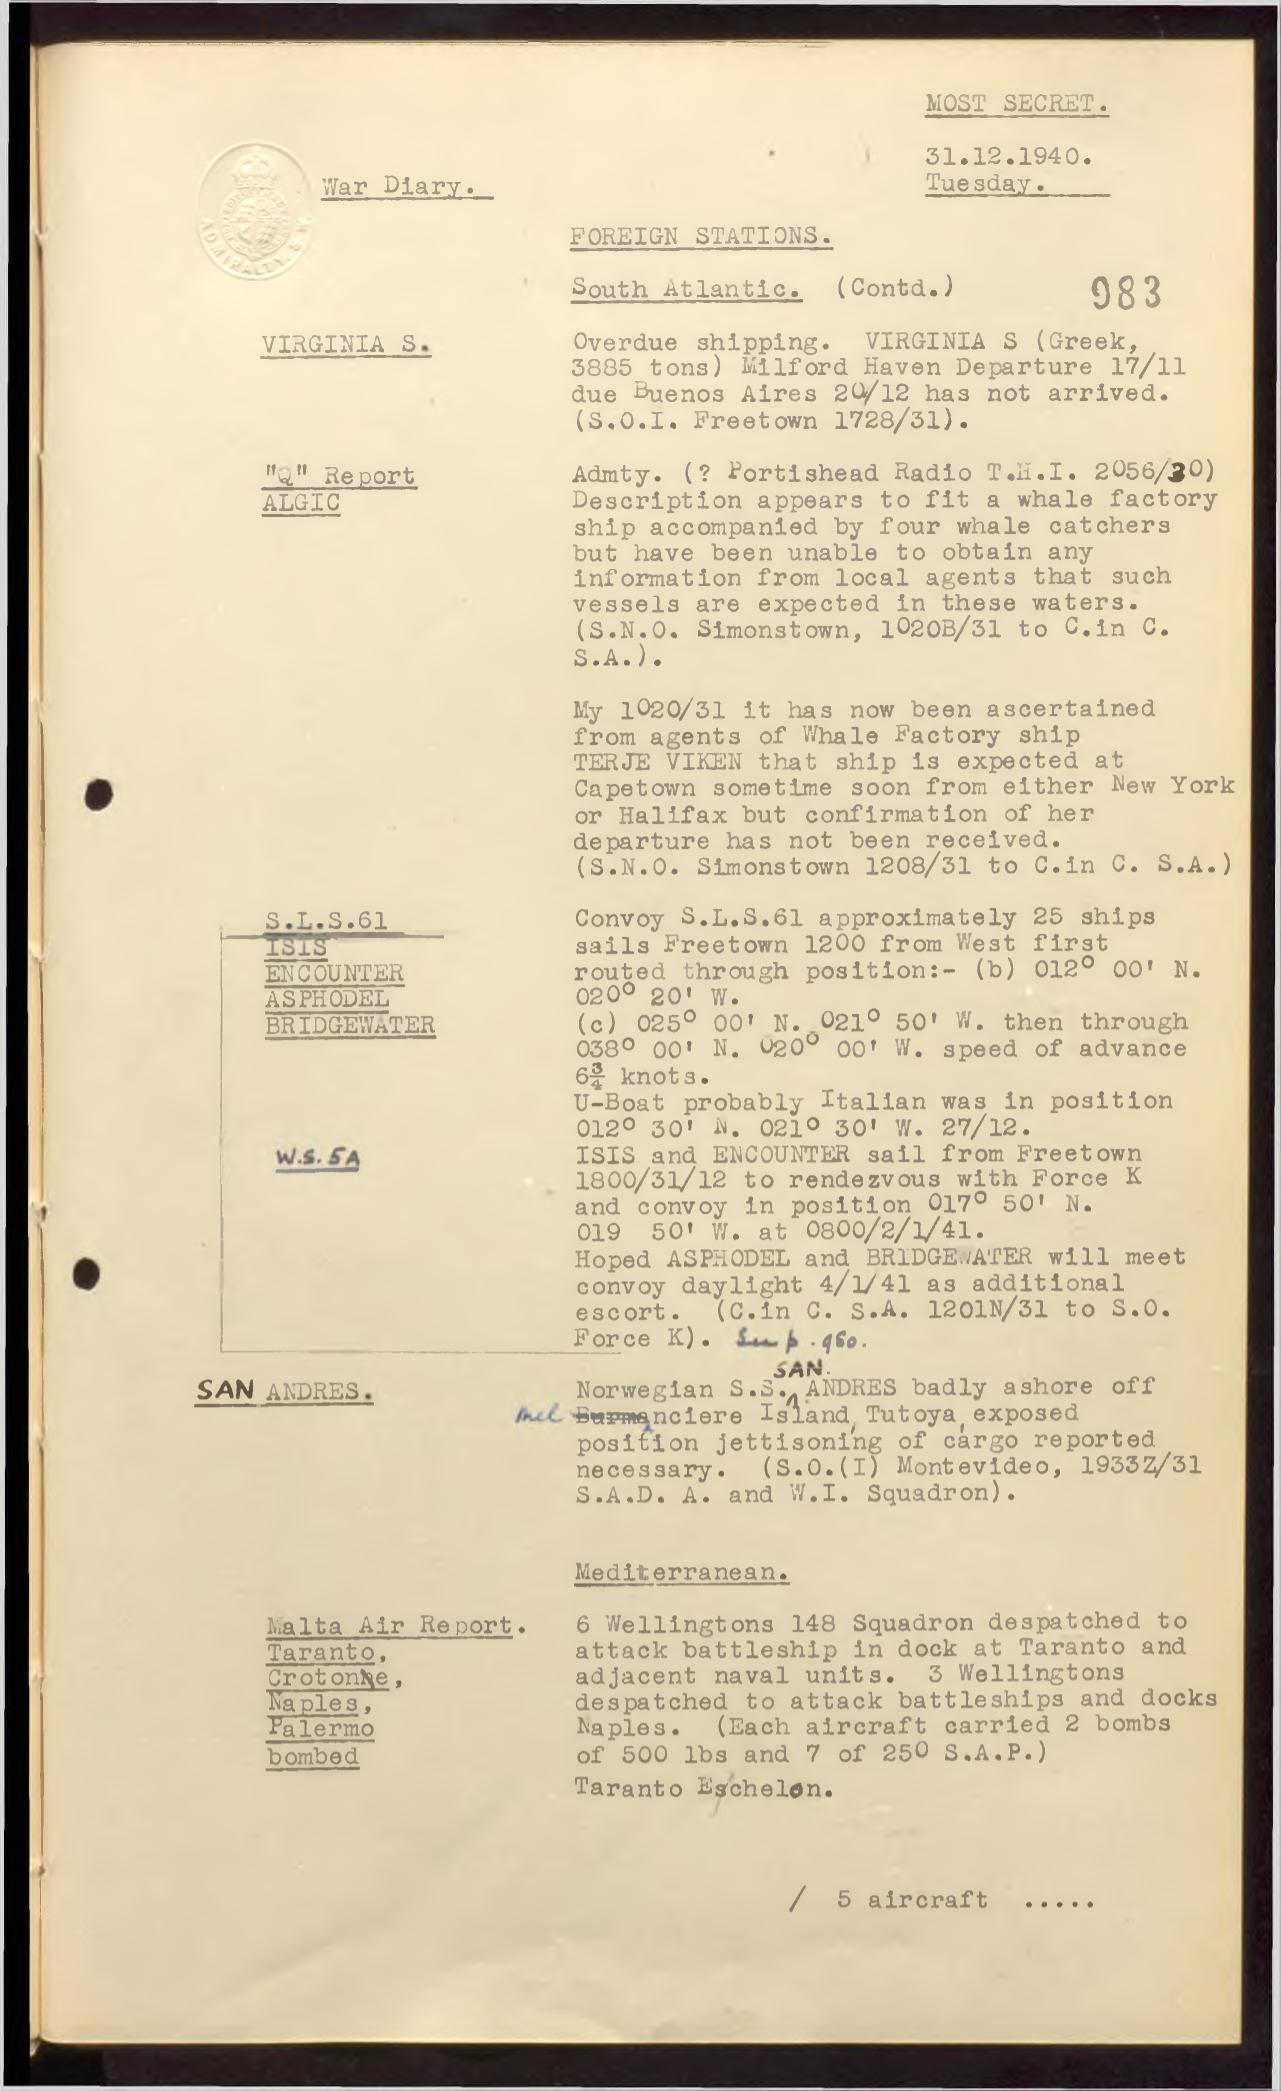 MOST SECRET.
31.12.1940.
War Diary.
Tuesday.
ADMIRALTY. S.W.
FOREIGN STATIONS.
South Atlantic. (Contd.)
983
VIRGINIA S.
Overdue shipping. VIRGINIA S (Greek,
3885 tons) Milford Haven Departure 17/11
due Buenos Aires 20/12 has not arrived.
(S.O.I. Freetown 1728/31).
"Q" Report
ALGIC
Admty. (? Portishead Radio T.H.I. 2056/30)
Description appears to fit a whale factory
ship accompanied by four whale catchers
but have been unable to obtain any
information from local agents that such
vessels are expected in these waters.
(S.N.O. Simonstown, 1020B/31 to C.in C.
S.A.).
My 1020/31 it has now been ascertained
from agents of Whale Factory ship
TERJE VIKEN that ship is expected at
Capetown sometime soon from either New York
or Halifax but confirmation of her
departure has not been received.
(S.N.O. Simonstown 1208/31 to C.in C. S.A.)
S.L.S.61
ISIS
ENCOUNTER
ASPHODEL
BRIDGEWATER
Convoy S.L.S.61 approximately 25 ships
sails Freetown 1200 from West first
routed through position:- (b) 012° 00' N.
020° 20' W.
(c) 025° 00' N. 021° 50' W. then through
038° 00' N. 020° 00' W. speed of advance
6¾ knots.
U-Boat probably Italian was in position
012° 30' N. 021° 30' W. 27/12.
W.S. 5A
ISIS and ENCOUNTER sail from Freetown
1800/31/12 to rendezvous with Force K
and convoy in position 017° 50' N.
019 50' W. at 0800/2/1/41.
Hoped ASPHODEL and BRIDGEWATER will meet
convoy daylight 4/1/41 as additional
escort. (C.in C. S.A. 1201N/31 to S.O.
Force K). See p. 960.
SAN ANDRES.
SAN.
Norwegian S.S. ANDRES badly ashore off
Mel Burmanciere Island, Tutoya, exposed
position jettisoning of cargo reported
necessary. (S.O.(I) Montevideo, 1933Z/31
S.A.D. A. and W.I. Squadron).
Mediterranean.
Malta Air Report.
Taranto,
Crotone,
Naples,
Palermo
bombed
6 Wellingtons 148 Squadron despatched to
attack battleship in dock at Taranto and
adjacent naval units. 3 Wellingtons
despatched to attack battleships and docks
Naples. (Each aircraft carried 2 bombs
of 500 lbs and 7 of 250 S.A.P.)
Taranto Eschelon.
/ 5 aircraft .....